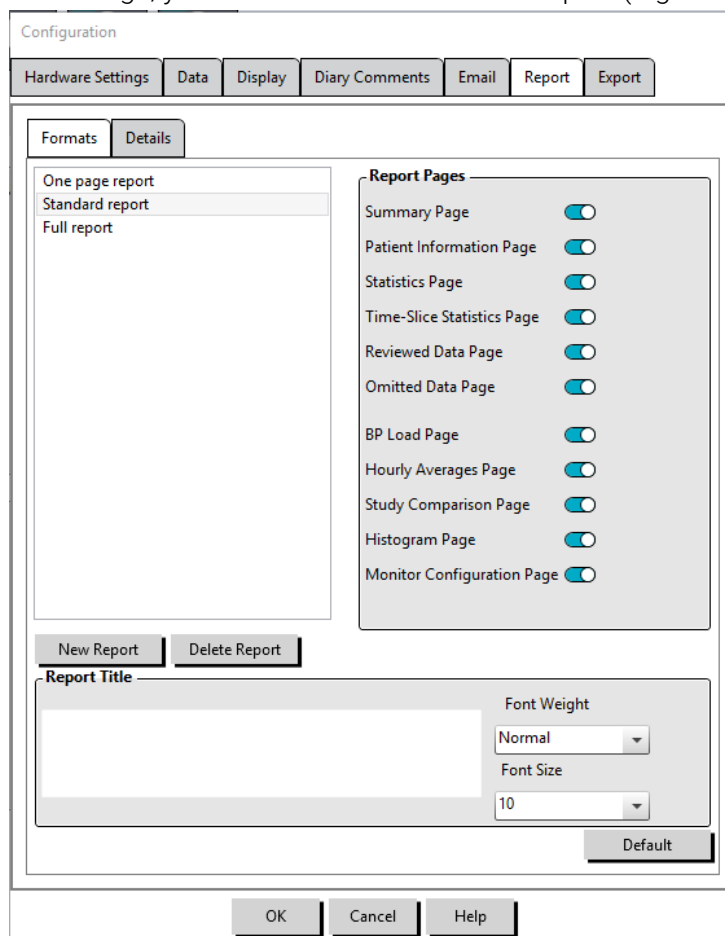 Configuration
Hardware Settings Data Display Diary Comments Email Report Export
Formats Details
One page report
Standard report
Full report
Report Pages
Summary Page
Patient Information Page
Statistics Page
Time-Slice Statistics Page
Reviewed Data Page
Omitted Data Page
BP Load Page
Hourly Averages Page
Study Comparison Page
Histogram Page
Monitor Configuration Page
New Report Delete Report
Report Title
Font Weight
Normal
Font Size
10
Default
OK Cancel Help